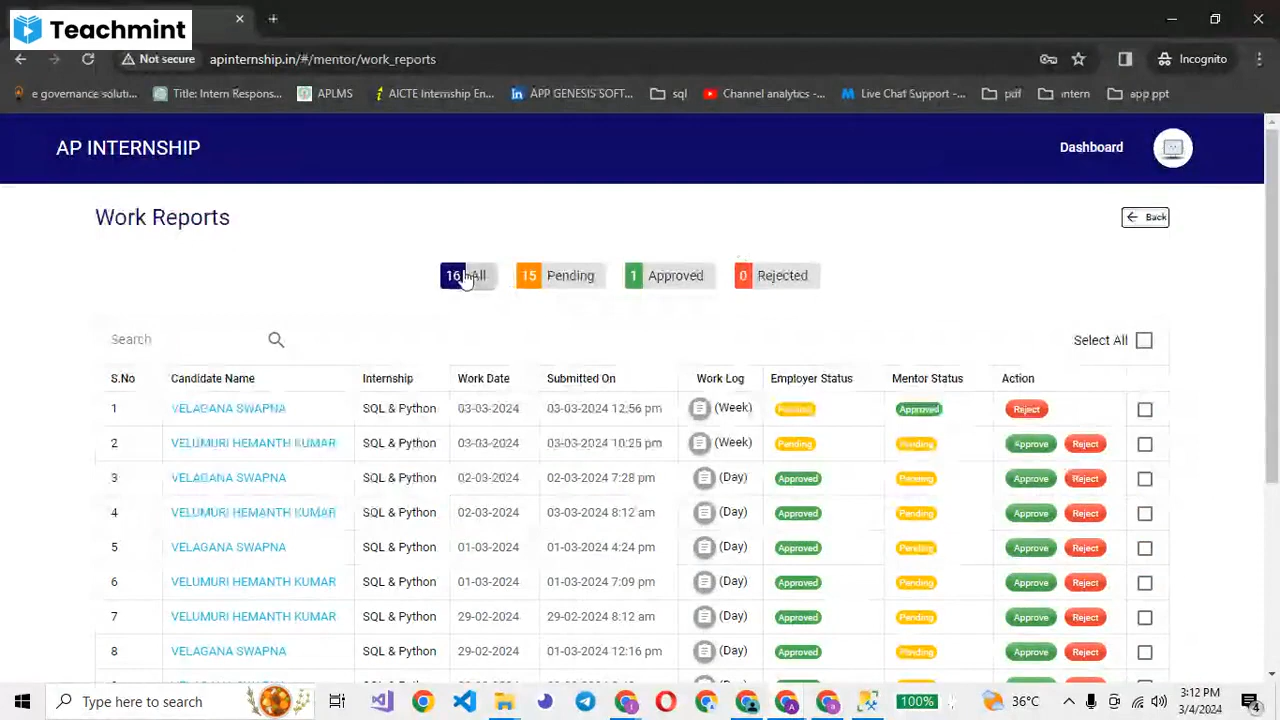 Teachmint
Not secure apinternship.in/#/mentor/work_reports Incognito
e governance soluti... Title: Intern Respons... APLMS AICTE Internship En... APP GENESIS SOFT... sql Channel analytics -... Live Chat Support -... pdf intern app ppt
AP INTERNSHIP Dashboard
Work Reports Back
16 All 15 Pending 1 Approved 0 Rejected
Search Select All
S.No Candidate Name Internship Work Date Submitted On Work Log Employer Status Mentor Status Action
1 VELAGANA SWAPNA SQL & Python 03-03-2024 03-03-2024 12:56 pm (Week) Pending Approved Reject
2 VELUMURI HEMANTH KUMAR SQL & Python 03-03-2024 03-03-2024 10:25 pm (Week) Pending Pending Approve Reject
3 VELAGANA SWAPNA SQL & Python 02-03-2024 02-03-2024 7:28 pm (Day) Approved Pending Approve Reject
4 VELUMURI HEMANTH KUMAR SQL & Python 02-03-2024 03-03-2024 8:12 am (Day) Approved Pending Approve Reject
5 VELAGANA SWAPNA SQL & Python 01-03-2024 01-03-2024 4:24 pm (Day) Approved Pending Approve Reject
6 VELUMURI HEMANTH KUMAR SQL & Python 01-03-2024 01-03-2024 7:09 pm (Day) Approved Pending Approve Reject
7 VELUMURI HEMANTH KUMAR SQL & Python 29-02-2024 29-02-2024 8:12 am (Day) Approved Pending Approve Reject
8 VELAGANA SWAPNA SQL & Python 29-02-2024 01-03-2024 12:16 pm (Day) Approved Pending Approve Reject
Type here to search 100% 36°C 3:12 PM
3/4/2024 4